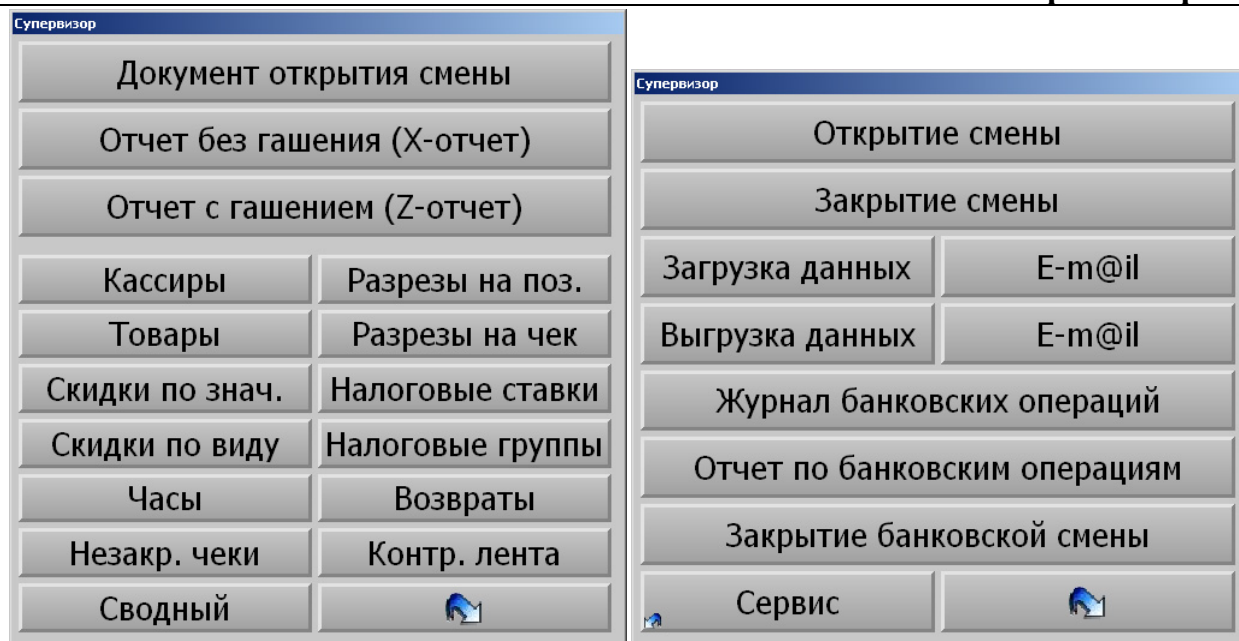 Супервизор
Документ открытия смены
Отчет без гашения (X-отчет)
Отчет с гашением (Z-отчет)
Кассиры
Разрезы на поз.
Товары
Разрезы на чек
Скидки по знач.
Налоговые ставки
Скидки по виду
Налоговые группы
Часы
Возвраты
Незакр. чеки
Контр. лента
Сводный
Супервизор
Открытие смены
Закрытие смены
Загрузка данных
E-m@il
Выгрузка данных
E-m@il
Журнал банковских операций
Отчет по банковским операциям
Закрытие банковской смены
Сервис